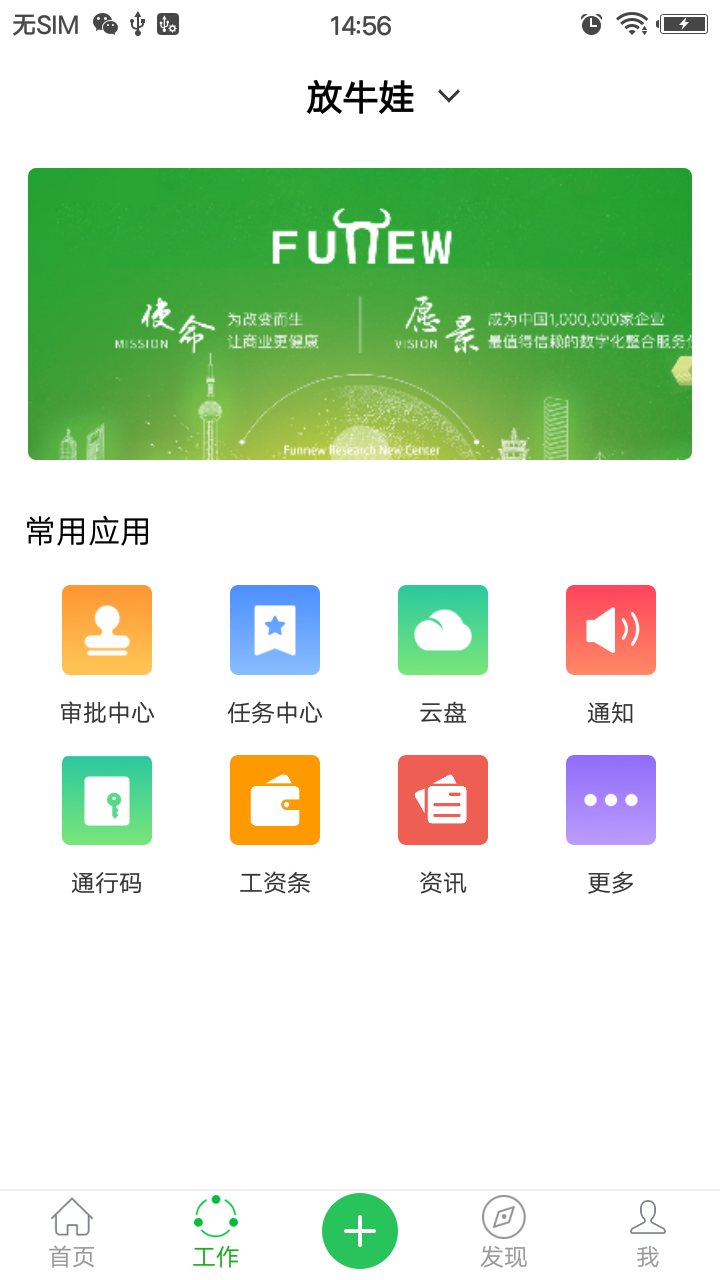 无SIM 14:56
放牛娃
FUNNEW
使命 MISSION
为改变而生
让商业更健康
愿景 VISION
成为中国1,000,000家企业
最值得信赖的数字化整合服务
Funnew Research New Center
常用应用
审批中心 任务中心 云盘 通知
通行码 工资条 资讯 更多
首页 工作 发现 我